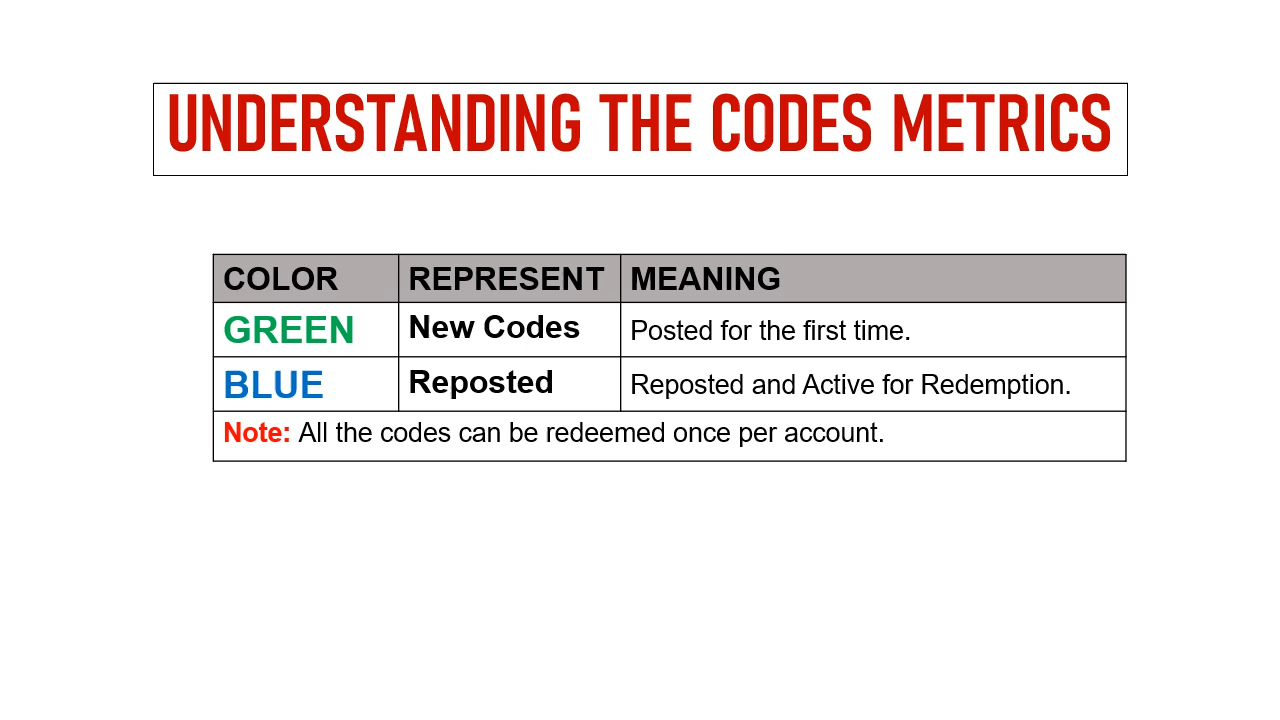 UNDERSTANDING THE CODES METRICS
COLOR REPRESENT MEANING
GREEN New Codes Posted for the first time.
BLUE Reposted Reposted and Active for Redemption.
Note: All the codes can be redeemed once per account.